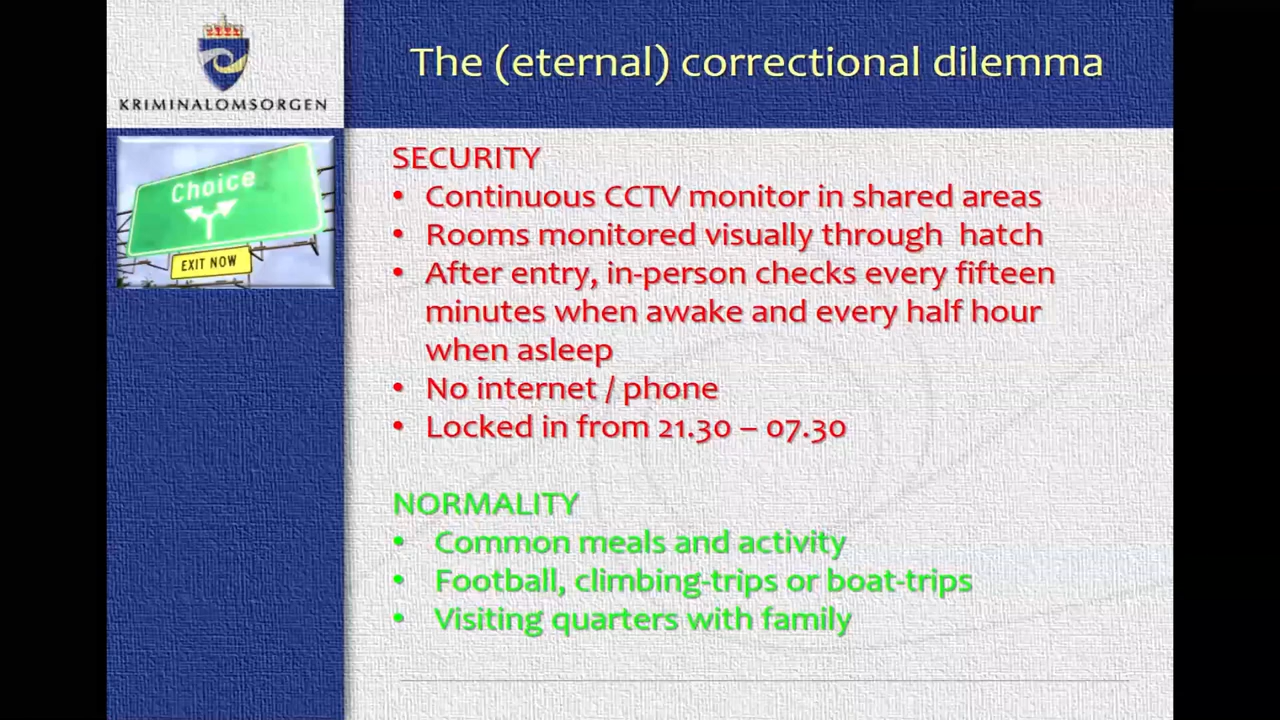 KRIMINALOMSORGEN
The (eternal) correctional dilemma
Choice
EXIT NOW
SECURITY
• Continuous CCTV monitor in shared areas
• Rooms monitored visually through hatch
• After entry, in-person checks every fifteen
minutes when awake and every half hour
when asleep
• No internet / phone
• Locked in from 21.30 – 07.30
NORMALITY
• Common meals and activity
• Football, climbing-trips or boat-trips
• Visiting quarters with family